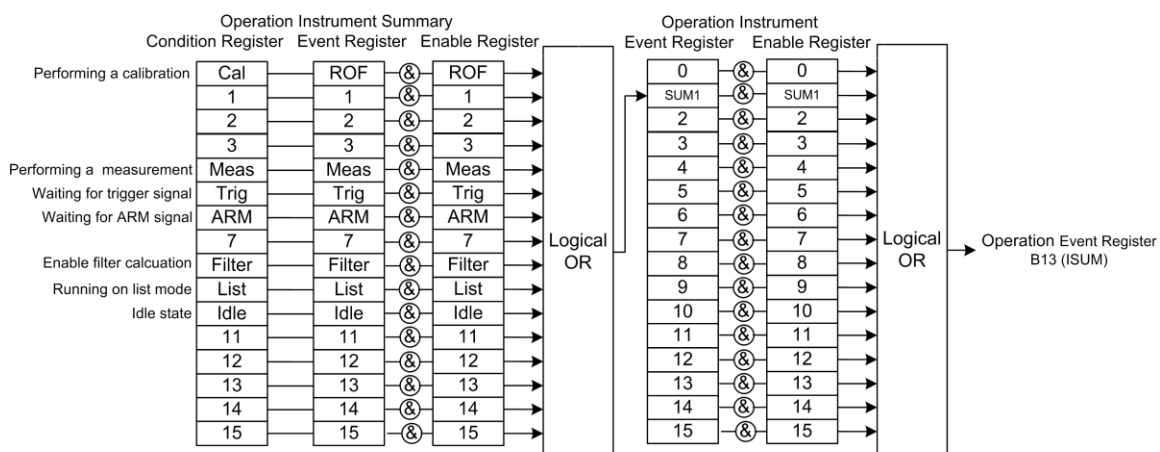 Operation Instrument Summary
Condition Register Event Register Enable Register
Performing a calibration Cal ROF & ROF
1 1 & 1
2 2 & 2
3 3 & 3
Performing a measurement Meas Meas & Meas
Waiting for trigger signal Trig Trig & Trig
Waiting for ARM signal ARM ARM & ARM
7 7 & 7
Enable filter calcuation Filter Filter & Filter
Running on list mode List List & List
Idle state Idle Idle & Idle
11 11 & 11
12 12 & 12
13 13 & 13
14 14 & 14
15 15 & 15
Logical
OR
Operation Instrument
Event Register Enable Register
0 & 0
SUM1 & SUM1
2 & 2
3 & 3
4 & 4
5 & 5
6 & 6
7 & 7
8 & 8
9 & 9
10 & 10
11 & 11
12 & 12
13 & 13
14 & 14
15 & 15
Logical
OR
Operation Event Register
B13 (ISUM)